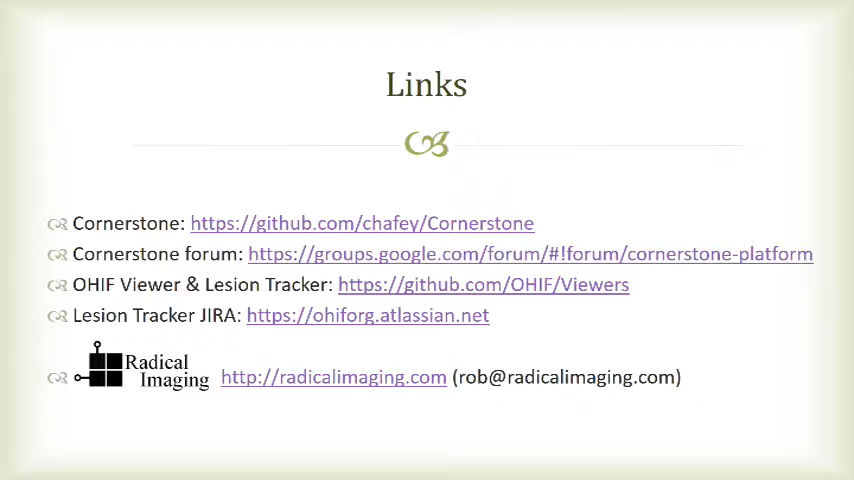 Links
Cornerstone: https://github.com/chafey/Cornerstone
Cornerstone forum: https://groups.google.com/forum/#!forum/cornerstone-platform
OHIF Viewer & Lesion Tracker: https://github.com/OHIF/Viewers
Lesion Tracker JIRA: https://ohiforg.atlassian.net
Radical
Imaging http://radicalimaging.com (rob@radicalimaging.com)